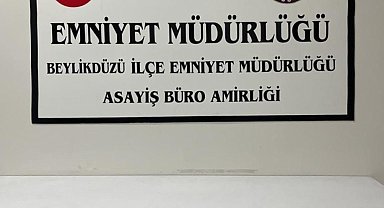 EMNİYET MÜDÜRLÜĞÜ
BEYLİKDÜZÜ İLÇE EMNİYET MÜDÜRLÜĞÜ
ASAYİŞ BÜRO AMİRLİĞİ